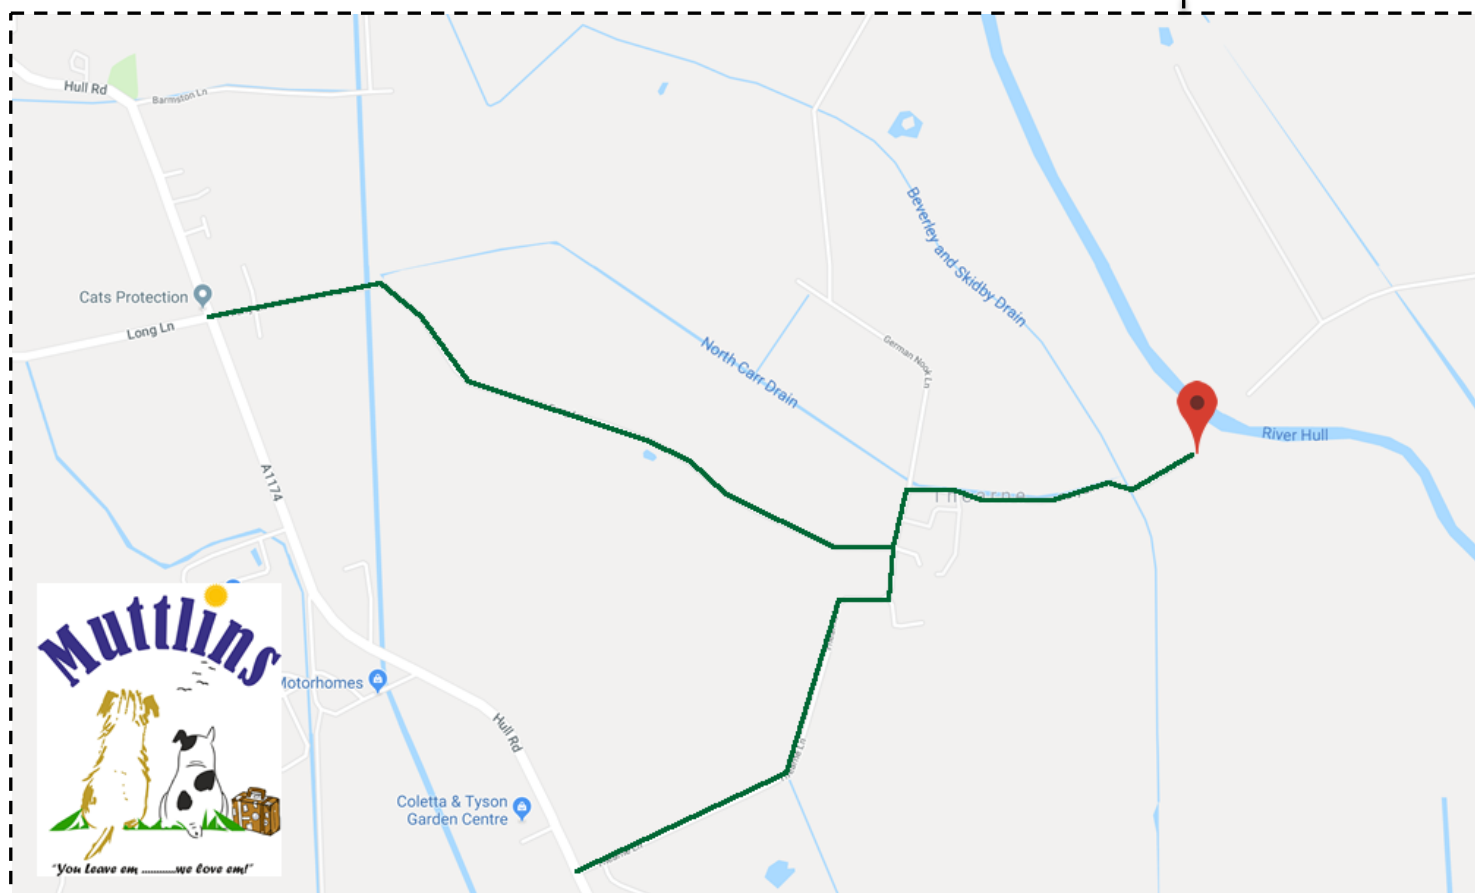 Hull Rd
Barmston Ln
Beverley and Skidby Drain
Cats Protection
Long Ln
North Carr Drain
German Nook Ln
River Hull
A1174
Thearne
Muttlins
Motorhomes
Hull Rd
Coletta & Tyson
Garden Centre
"You leave em ..........we love em!"